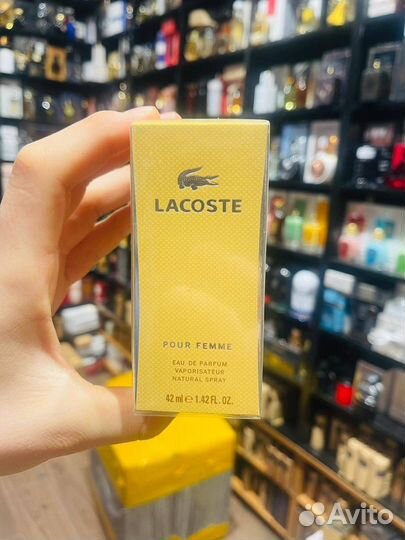 LACOSTE
POUR FEMME
EAU DE PARFUM
VAPORISATEUR
NATURAL SPRAY
42 ml e 1.42 FL. OZ.
Avito